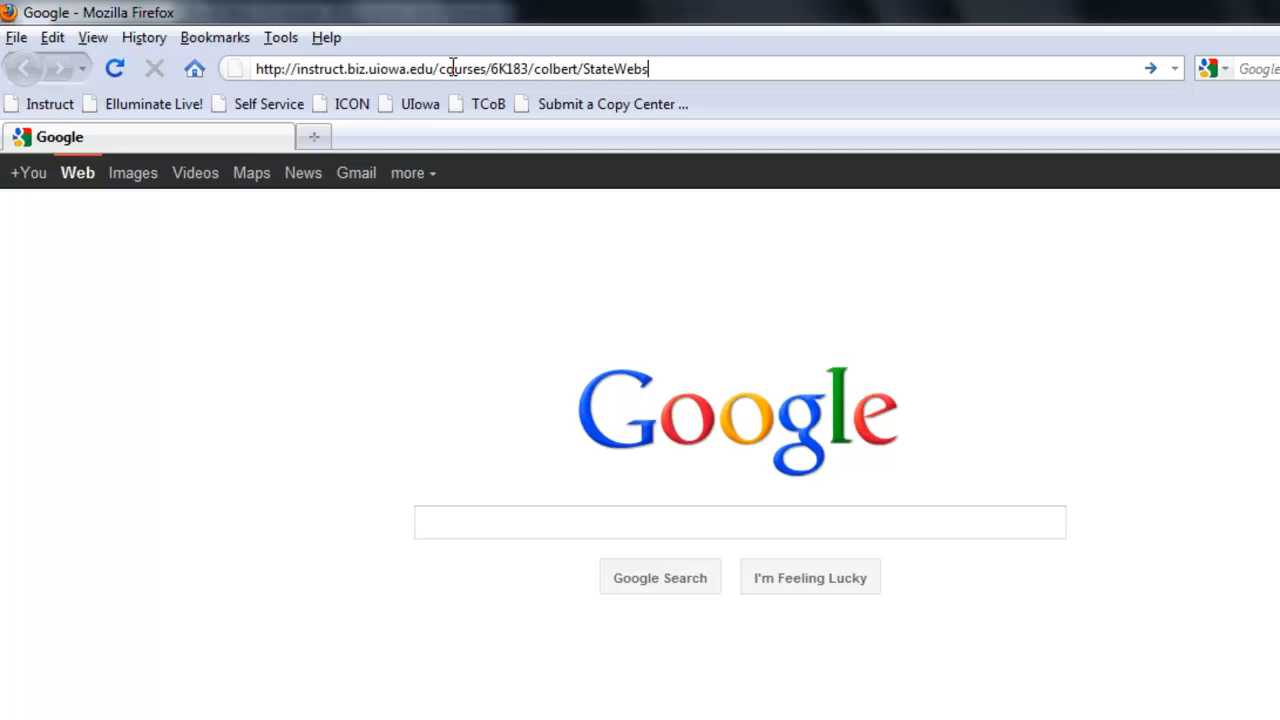 Google - Mozilla Firefox
File Edit View History Bookmarks Tools Help
http://instruct.biz.uiowa.edu/courses/6K183/colbert/StateWebs Google
Instruct Elluminate Live! Self Service ICON UIowa TCoB Submit a Copy Center ...
Google
+You Web Images Videos Maps News Gmail more
Google
Google Search I'm Feeling Lucky